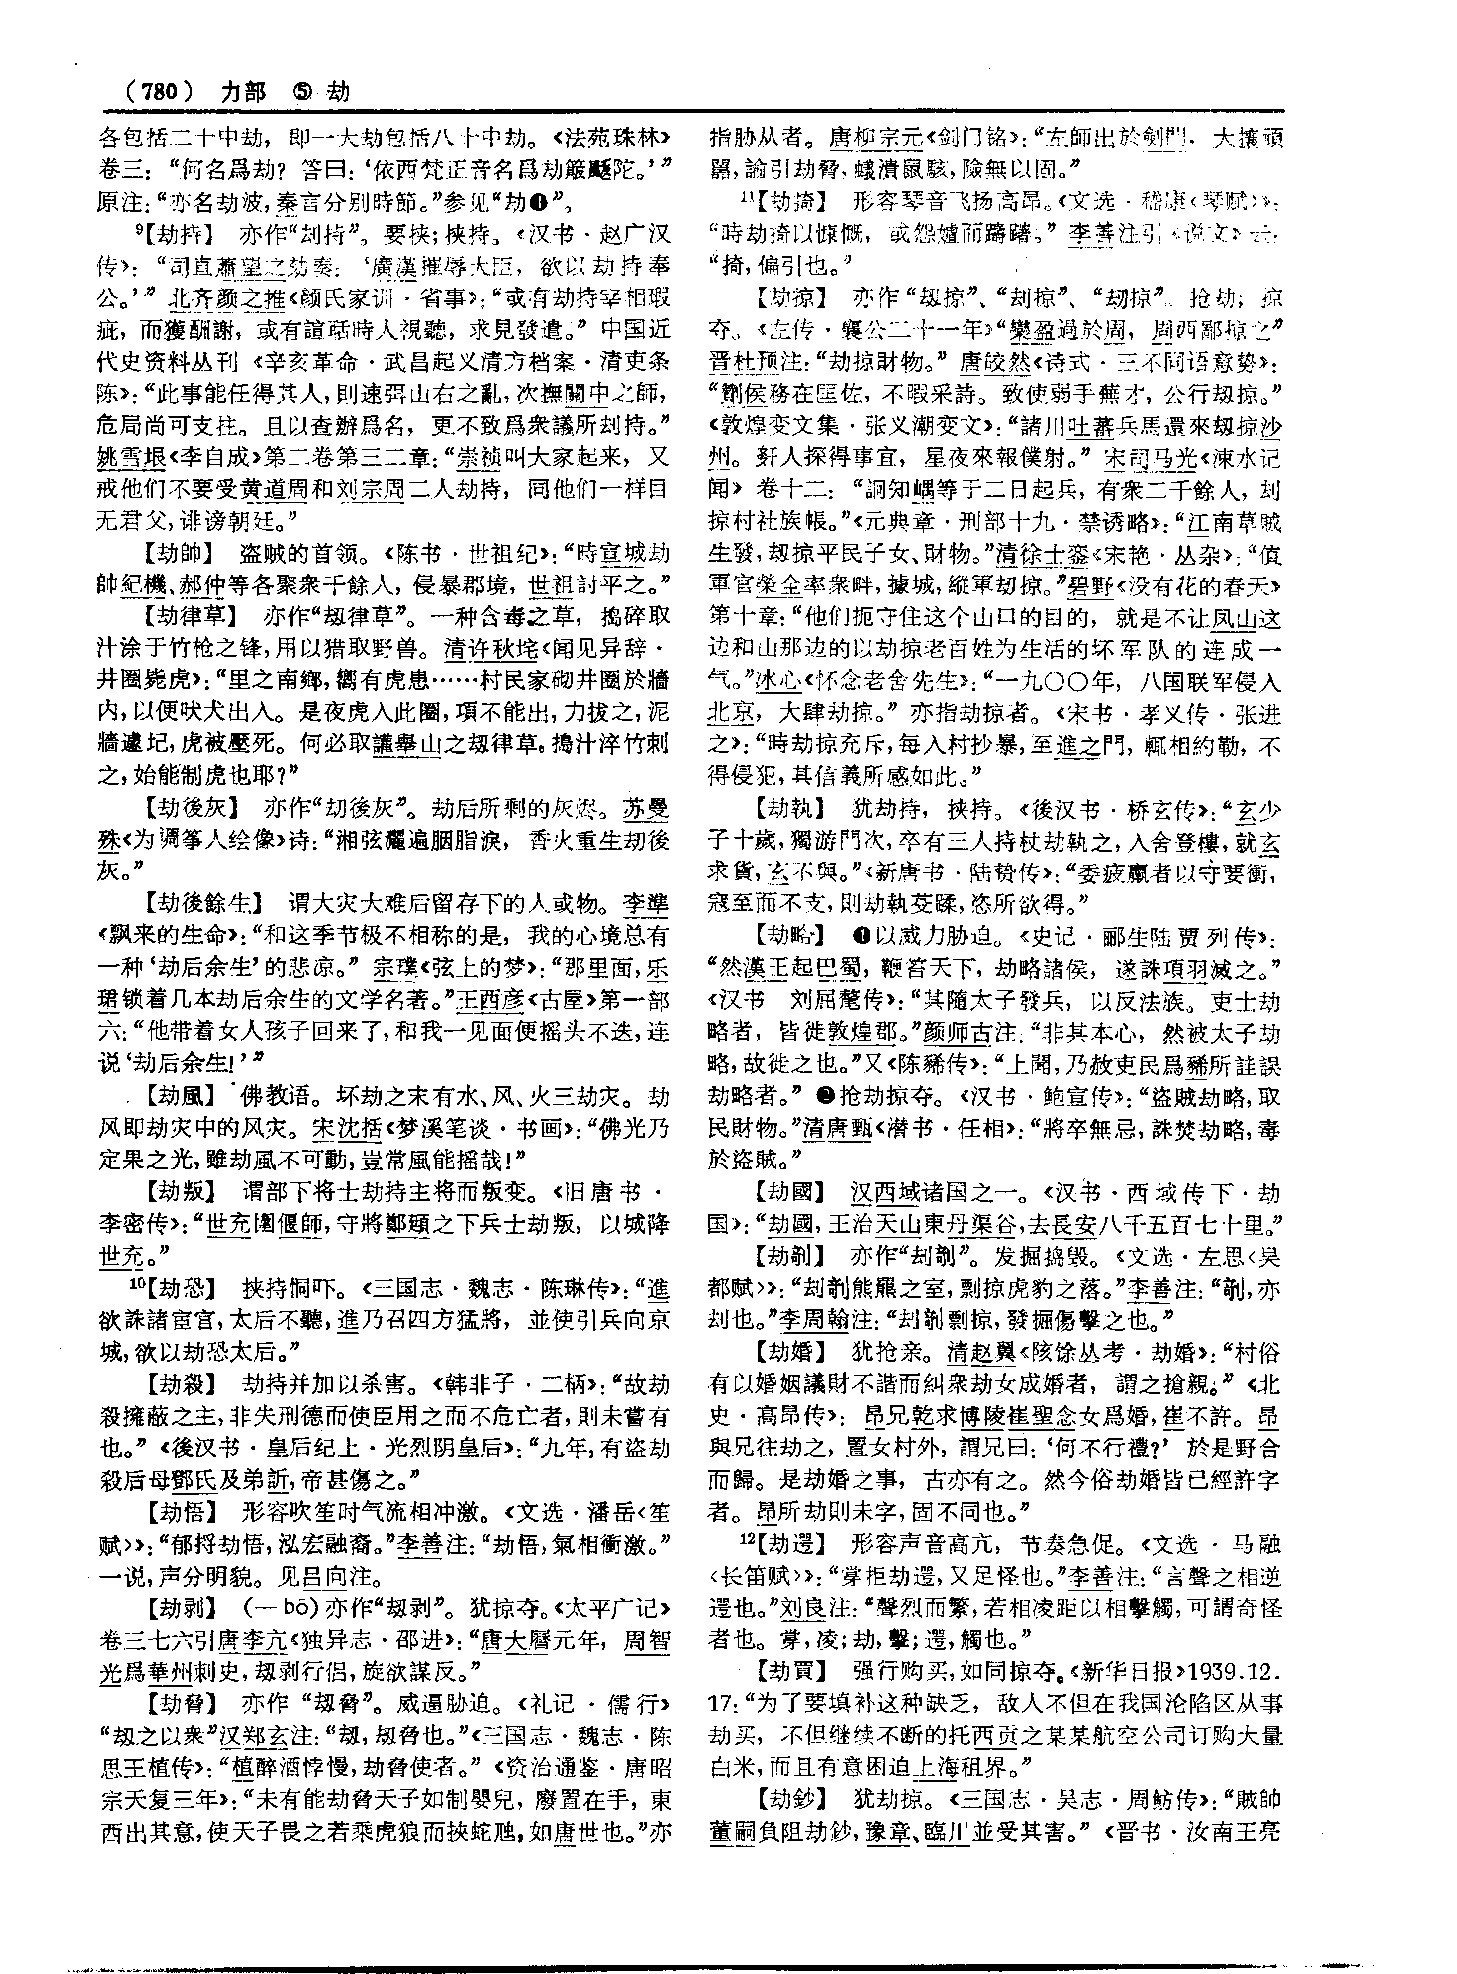 （780） 力部 ⑤ 劫
各包括二十中劫，即一大劫包括八十中劫。《法苑珠林》
卷三：“何名爲劫？答曰：‘依西梵正音名爲劫簸颰陀。’”
原注：“亦名劫波，秦言分别時節。”参见“劫❶”。
9【劫持】 亦作“刦持”。要挟；挟持。《汉书·赵广汉
传》：“司直蕭望之劾奏：‘廣漢摧辱大臣，欲以劫持奉
公。’”北齐颜之推《颜氏家训·省事》：“或有劫持宰相瑕
疵，而獲酬謝，或有諠聒時人視聽，求見發遣。”中国近
代史资料丛刊《辛亥革命·武昌起义清方档案·清吏条
陈》：“此事能任得其人，則速弭山右之亂，次撫關中之師，
危局尚可支拄。且以查辦爲名，更不致爲衆議所刦持。”
姚雪垠《李自成》第二卷第三二章：“崇祯叫大家起来，又
戒他们不要受黄道周和刘宗周二人劫持，同他们一样目
无君父，诽谤朝廷。”
【劫帥】 盗贼的首领。《陈书·世祖纪》：“時宣城劫
帥紀機、郝仲等各聚衆千餘人，侵暴郡境，世祖討平之。”
【劫律草】 亦作“刼律草”。一种含毒之草，捣碎取
汁涂于竹枪之锋，用以猎取野兽。清许秋垞《闻见异辞·
井圈毙虎》：“里之南鄉，嚮有虎患……村民家砌井圈於牆
内，以便吠犬出入。是夜虎入此圈，項不能出，力拔之，泥
牆遽圮，虎被壓死。何必取讖舉山之刼律草。搗汁淬竹刺
之，始能制虎也耶？”
【劫後灰】 亦作“刧後灰”。劫后所剩的灰烬。苏曼
殊《为调筝人绘像》诗：“湘弦灑遍胭脂淚，香火重生劫後
灰。”
【劫後餘生】 谓大灾大难后留存下的人或物。李準
《飘来的生命》：“和这季节极不相称的是，我的心境总有
一种‘劫后余生’的悲凉。”宗璞《弦上的梦》：“那里面，乐
珺锁着几本劫后余生的文学名著。”王西彦《古屋》第一部
六：“他带着女人孩子回来了，和我一见面便摇头不迭，连
说‘劫后余生！’”
【劫風】 佛教语。坏劫之末有水、风、火三劫灾。劫
风即劫灾中的风灾。宋沈括《梦溪笔谈·书画》：“佛光乃
定果之光，雖劫風不可動，豈常風能摇哉！”
【劫叛】 谓部下将士劫持主将而叛变。《旧唐书·
李密传》：“世充圍偃師，守將鄭頲之下兵士劫叛，以城降
世充。”
10【劫恐】 挟持恫吓。《三国志·魏志·陈琳传》：“進
欲誅諸宦官，太后不聽，進乃召四方猛將，並使引兵向京
城，欲以劫恐太后。”
【劫殺】 劫持并加以杀害。《韩非子·二柄》：“故劫
殺擁蔽之主，非失刑德而使臣用之而不危亡者，則未嘗有
也。”《後汉书·皇后纪上·光烈阴皇后》：“九年，有盗劫
殺后母鄧氏及弟訢，帝甚傷之。”
【劫悟】 形容吹笙时气流相冲激。《文选·潘岳〈笙
赋〉》：“郁捋劫悟，泓宏融裔。”李善注：“劫悟，氣相衝激。”
一说，声分明貌。见吕向注。
【劫剥】 （一bō）亦作“刼剥”。犹掠夺。《太平广记》
卷三七六引唐李亢《独异志·邵进》：“唐大曆元年，周智
光爲華州刺史，刼剥行侣，旋欲謀反。”
【劫脅】 亦作“刼脅”。威逼胁迫。《礼记·儒行》
“刼之以衆”汉郑玄注：“刼，刼脅也。”《三国志·魏志·陈
思王植传》：“植醉酒悖慢，劫脅使者。”《资治通鉴·唐昭
宗天复三年》：“未有能劫脅天子如制嬰兒，廢置在手，東
西出其意，使天子畏之若乘虎狼而挾蛇虺，如唐世也。”亦
指胁从者。唐柳宗元《剑门铭》：“左師出於劍門，大攘頑
嚚，諭引劫脅，蟻潰鼠駭，險無以固。”
11【劫掎】 形容琴音飞扬高昂。《文选·嵇康〈琴赋〉》：
“時劫掎以慷慨，或怨㜘而躊躇。”李善注引《说文》云：
“掎，偏引也。”
【劫掠】 亦作“刼掠”、“刦掠”、“刧掠”。抢劫；掠
夺。《左传·襄公二十一年》“欒盈過於周，周西鄙掠之”
晋杜预注：“劫掠財物。”唐皎然《诗式·三不同语意势》：
“酇侯務在匡佐，不暇采詩。致使弱手蕪才，公行刼掠。”
《敦煌变文集·张义潮变文》：“諸川吐蕃兵馬還來刼掠沙
州。姧人探得事宜，星夜來報僕射。”宋司马光《涑水记
闻》卷十二：“詗知嵎等于二日起兵，有衆二千餘人，刦
掠村社族帳。”《元典章·刑部十九·禁诱略》：“江南草賊
生發，刼掠平民子女、財物。”清徐士銮《宋艳·丛杂》：“值
軍官榮全率衆畔，據城，縱軍刼掠。”碧野《没有花的春天》
第十章：“他们扼守住这个山口的目的，就是不让凤山这
边和山那边的以劫掠老百姓为生活的坏军队的连成一
气。”冰心《怀念老舍先生》：“一九〇〇年，八国联军侵入
北京，大肆劫掠。”亦指劫掠者。《宋书·孝义传·张进
之》：“時劫掠充斥，每入村抄暴，至進之門，輒相約勒，不
得侵犯，其信義所感如此。”
【劫執】 犹劫持，挟持。《後汉书·桥玄传》：“玄少
子十歲，獨游門次，卒有三人持杖劫執之，入舍登樓，就玄
求貨，玄不與。”《新唐书·陆贽传》：“委疲羸者以守要衝，
寇至而不支，則劫執芟蹂，恣所欲得。”
【劫略】 ❶以威力胁迫。《史记·郦生陆贾列传》：
“然漢王起巴蜀，鞭笞天下，劫略諸侯，遂誅項羽滅之。”
《汉书 刘屈氂传》：“其隨太子發兵，以反法族。吏士劫
略者，皆徙敦煌郡。”颜师古注：“非其本心，然被太子劫
略，故徙之也。”又《陈豨传》：“上聞，乃赦吏民爲豨所詿誤
劫略者。”❷抢劫掠夺。《汉书·鲍宣传》：“盗賊劫略，取
民財物。”清唐甄《潜书·任相》：“將卒無忌，誅焚劫略，毒
於盗賊。”
【劫國】 汉西域诸国之一。《汉书·西域传下·劫
国》：“劫國，王治天山東丹渠谷，去長安八千五百七十里。”
【劫剞】 亦作“刦剞”。发掘捣毁。《文选·左思〈吴
都赋〉》：“刦剞熊羆之室，剽掠虎豹之落。”李善注：“剞，亦
刦也。”李周翰注：“刦剞剽掠，發掘傷擊之也。”
【劫婚】 犹抢亲。清赵翼《陔馀丛考·劫婚》：“村俗
有以婚姻議財不諧而糾衆劫女成婚者，謂之搶親。”《北
史·高昂传》：昂兄乾求博陵崔聖念女爲婚，崔不許。昂
與兄往劫之，置女村外，謂兄曰：‘何不行禮？’於是野合
而歸。是劫婚之事，古亦有之。然今俗劫婚皆已經許字
者。昂所劫則未字，固不同也。”
12【劫遌】 形容声音高亢，节奏急促。《文选·马融
〈长笛赋〉》：“掌拒劫遌，又足怪也。”李善注：“言聲之相逆
遌也。”刘良注：“聲烈而繁，若相凌距以相擊觸，可謂奇怪
者也。掌，凌；劫，擊；遌，觸也。”
【劫買】 强行购买，如同掠夺。《新华日报》1939.12.
17：“为了要填补这种缺乏，敌人不但在我国沦陷区从事
劫买，不但继续不断的托西贡之某某航空公司订购大量
白米，而且有意困迫上海租界。”
【劫鈔】 犹劫掠。《三国志·吴志·周鲂传》：“賊帥
董嗣負阻劫鈔，豫章、臨川並受其害。”《晋书·汝南王亮